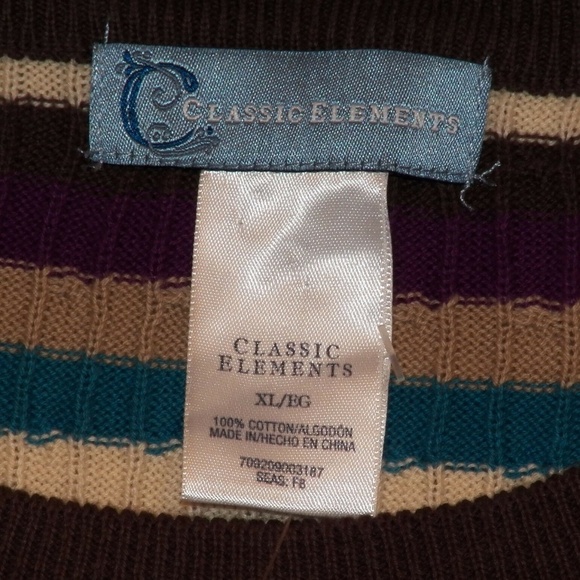 CLASSIC ELEMENTS
CLASSIC
ELEMENTS
XL/EG
100% COTTON/ALGODÓN
MADE IN/HECHO EN CHINA
709209003187
SEAS: F8